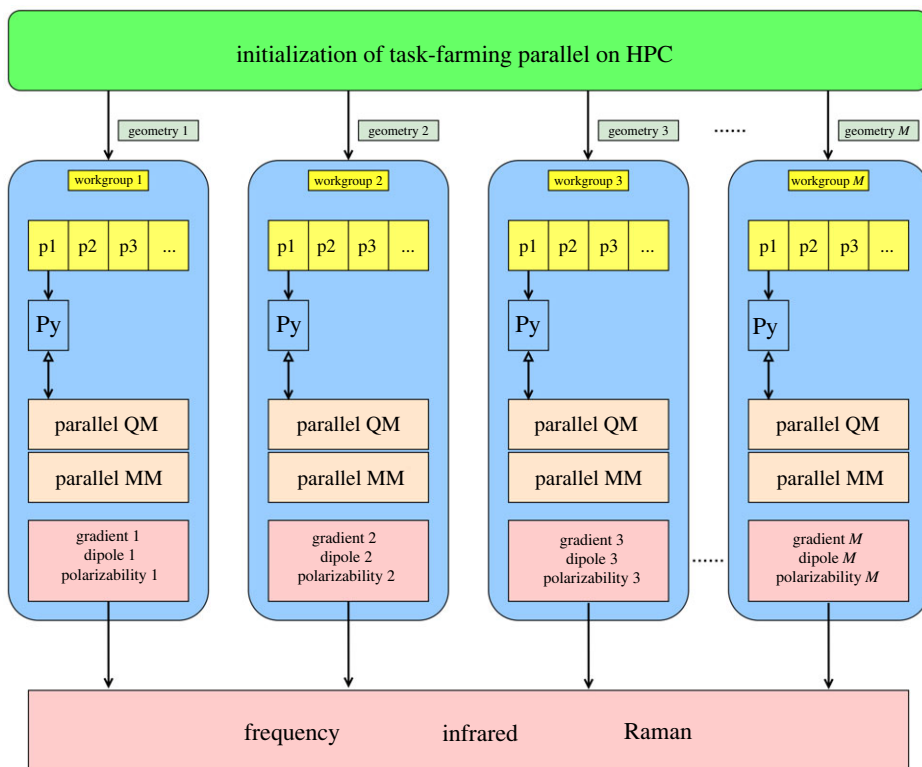 initialization of task-farming parallel on HPC
geometry 1
geometry 2
geometry 3
......
geometry M
workgroup 1
workgroup 2
workgroup 3
workgroup M
p1 p2 p3 ...
p1 p2 p3 ...
p1 p2 p3 ...
p1 p2 p3 ...
Py
Py
Py
Py
parallel QM
parallel QM
parallel QM
parallel QM
parallel MM
parallel MM
parallel MM
parallel MM
gradient 1
dipole 1
polarizability 1
gradient 2
dipole 2
polarizability 2
gradient 3
dipole 3
polarizability 3
......
gradient M
dipole M
polarizability M
frequency infrared Raman